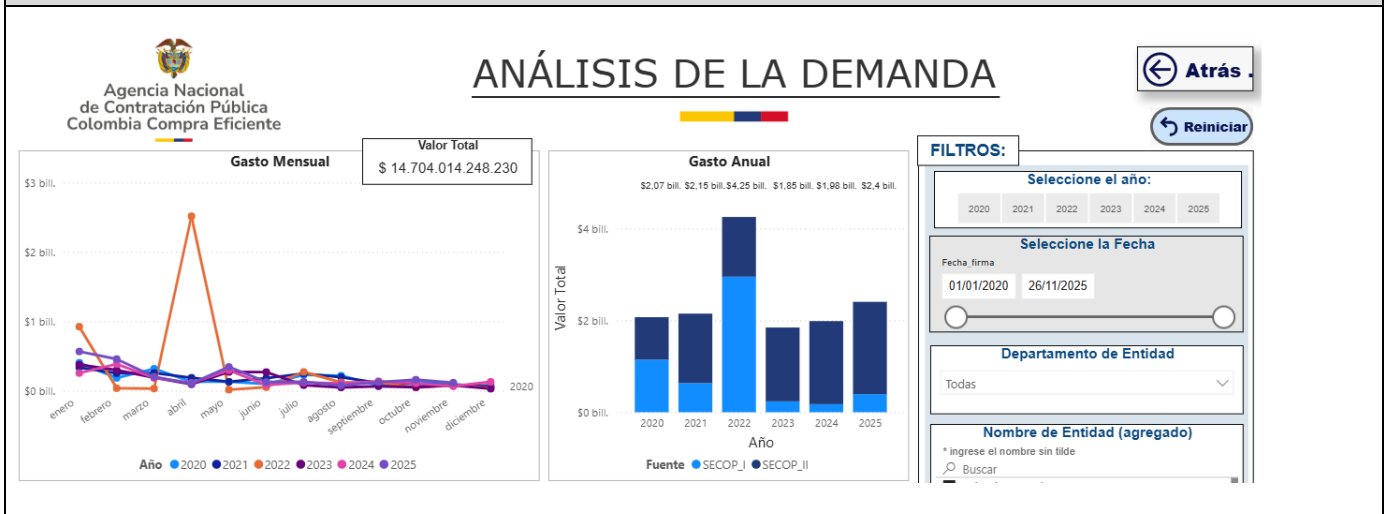 Agencia Nacional
de Contratación Pública
Colombia Compra Eficiente
ANÁLISIS DE LA DEMANDA
Atrás .
Reiniciar
Gasto Mensual
Valor Total
$ 14.704.014.248.230
$3 bill.
$2 bill.
$1 bill.
$0 bill.
enero
febrero
marzo
abril
mayo
junio
julio
agosto
septiembre
octubre
noviembre
diciembre
2020
Año 2020 2021 2022 2023 2024 2025
Gasto Anual
$2,07 bill. $2,15 bill. $4,25 bill. $1,85 bill. $1,98 bill. $2,4 bill.
$4 bill.
$2 bill.
$0 bill.
Valor Total
2020 2021 2022 2023 2024 2025
Año
Fuente SECOP_I SECOP_II
FILTROS:
Seleccione el año:
2020 2021 2022 2023 2024 2025
Seleccione la Fecha
Fecha_firma
01/01/2020 26/11/2025
Departamento de Entidad
Todas
Nombre de Entidad (agregado)
* ingrese el nombre sin tilde
Buscar